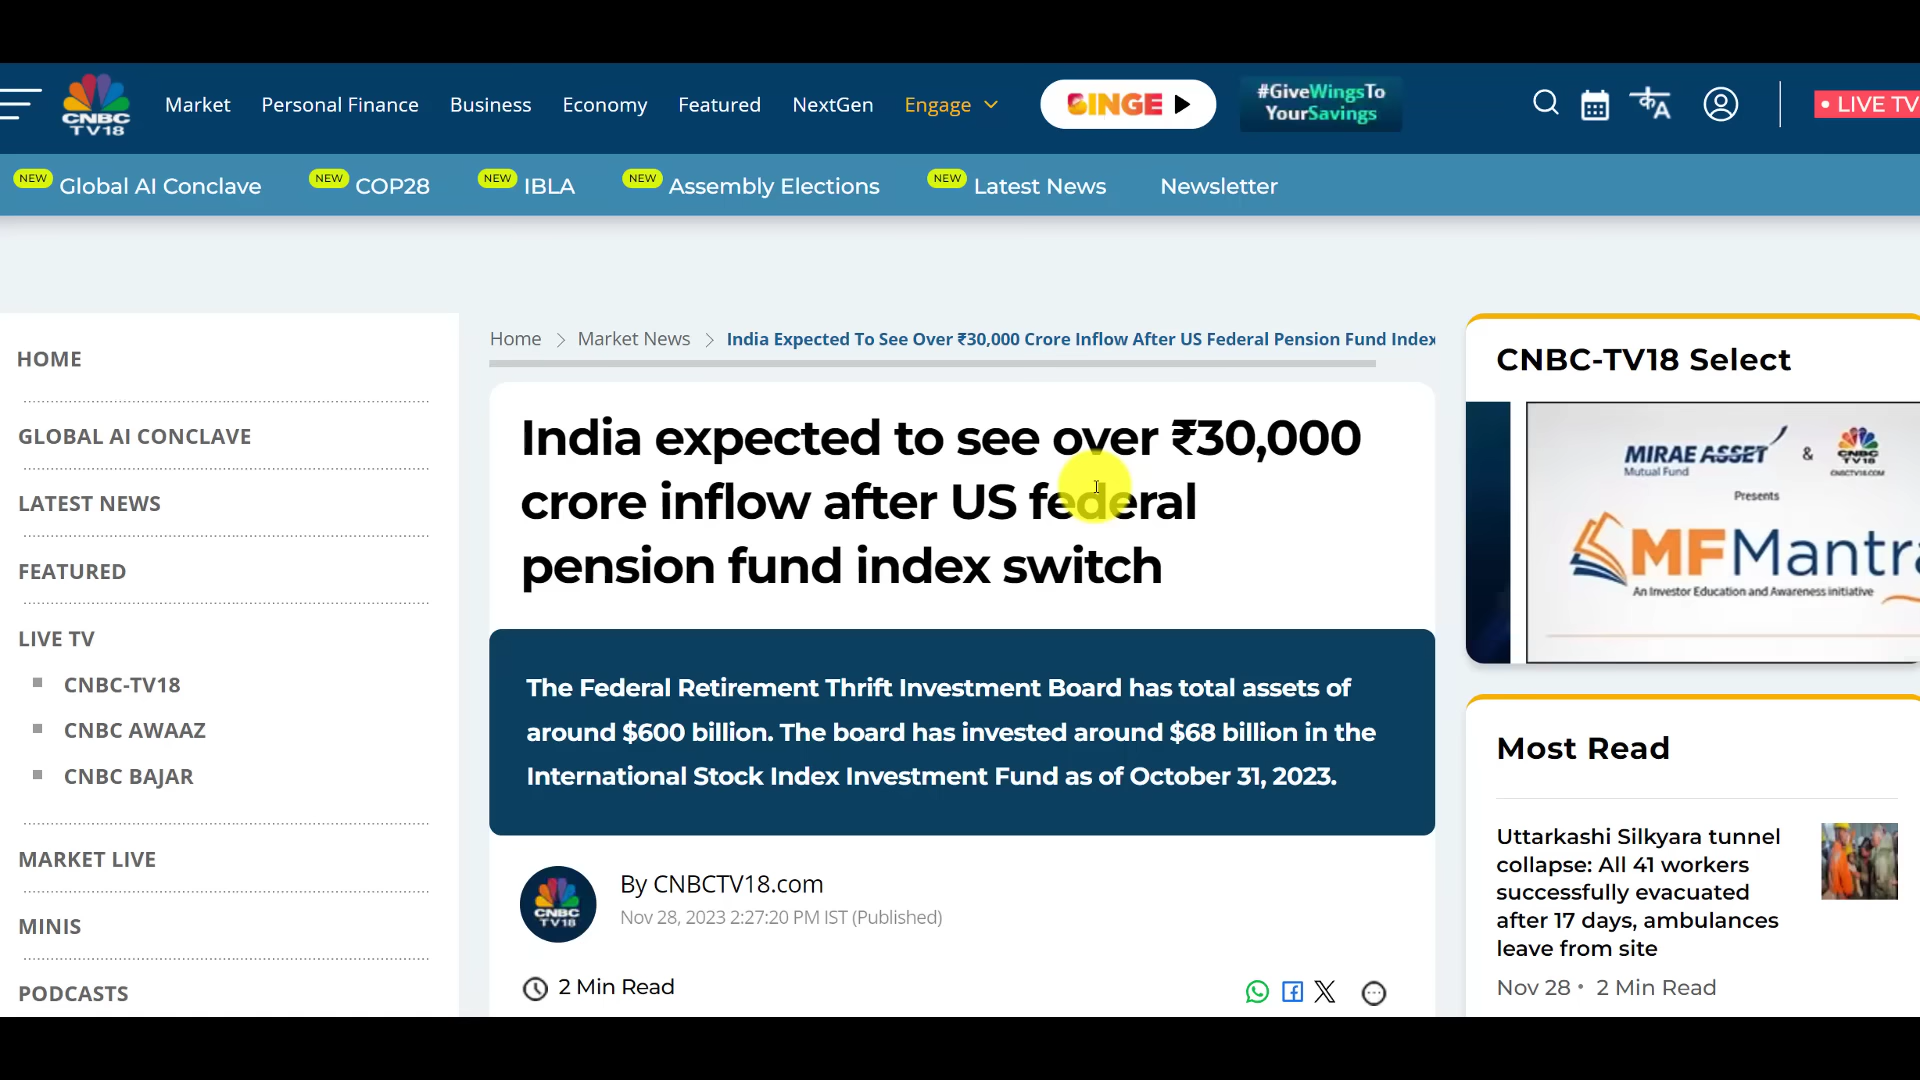 CNBC
TV18
Market
Personal Finance
Business
Economy
Featured
NextGen
Engage
BINGE
#GiveWingsTo
YourSavings
LIVE TV
NEW Global AI Conclave
NEW COP28
NEW IBLA
NEW Assembly Elections
NEW Latest News
Newsletter
HOME
GLOBAL AI CONCLAVE
LATEST NEWS
FEATURED
LIVE TV
CNBC-TV18
CNBC AWAAZ
CNBC BAJAR
MARKET LIVE
MINIS
PODCASTS
Home > Market News > India Expected To See Over ₹30,000 Crore Inflow After US Federal Pension Fund Index
India expected to see over ₹30,000
crore inflow after US federal
pension fund index switch
The Federal Retirement Thrift Investment Board has total assets of
around $600 billion. The board has invested around $68 billion in the
International Stock Index Investment Fund as of October 31, 2023.
CNBC
TV18
By CNBCTV18.com
Nov 28, 2023 2:27:20 PM IST (Published)
2 Min Read
CNBC-TV18 Select
MIRAE ASSET
Mutual Fund
&
CNBC
TV18
CNBCTV18.COM
Presents
MFMantra
An Investor Education and Awareness initiative
Most Read
Uttarkashi Silkyara tunnel
collapse: All 41 workers
successfully evacuated
after 17 days, ambulances
leave from site
Nov 28 • 2 Min Read